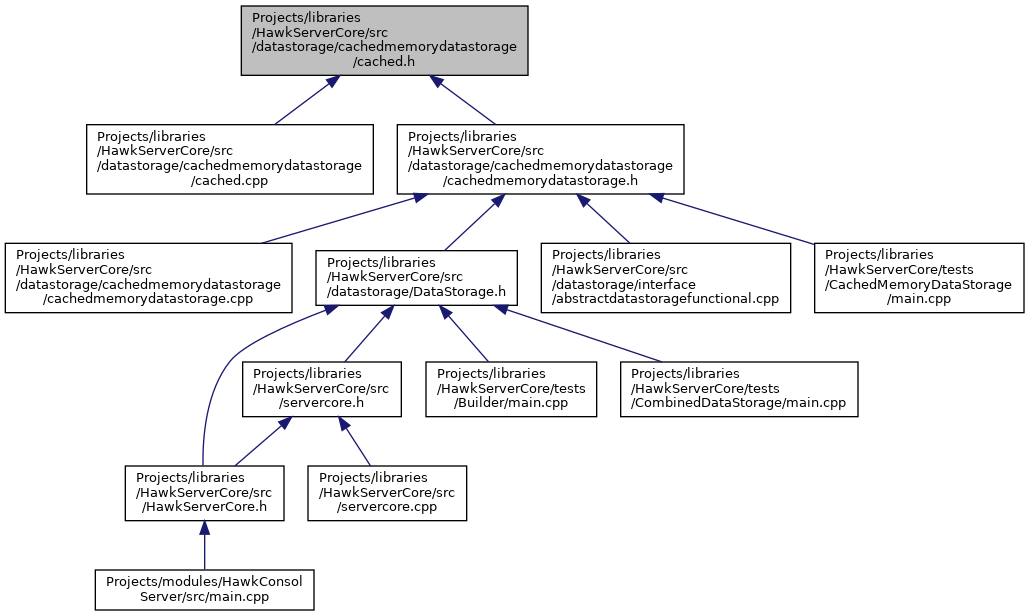 Projects/libraries
/HawkServerCore/src
/datastorage/cachedmemorydatastorage
/cached.h
Projects/libraries
/HawkServerCore/src
/datastorage/cachedmemorydatastorage
/cached.cpp
Projects/libraries
/HawkServerCore/src
/datastorage/cachedmemorydatastorage
/cachedmemorydatastorage.h
Projects/libraries
/HawkServerCore/src
/datastorage/cachedmemorydatastorage
/cachedmemorydatastorage.cpp
Projects/libraries
/HawkServerCore/src
/datastorage/DataStorage.h
Projects/libraries
/HawkServerCore/src
/datastorage/interface
/abstractdatastoragefunctional.cpp
Projects/libraries
/HawkServerCore/tests
/CachedMemoryDataStorage
/main.cpp
Projects/libraries
/HawkServerCore/src
/servercore.h
Projects/libraries
/HawkServerCore/tests
/Builder/main.cpp
Projects/libraries
/HawkServerCore/tests
/CombinedDataStorage/main.cpp
Projects/libraries
/HawkServerCore/src
/HawkServerCore.h
Projects/libraries
/HawkServerCore/src
/servercore.cpp
Projects/modules/HawkConsol
Server/src/main.cpp